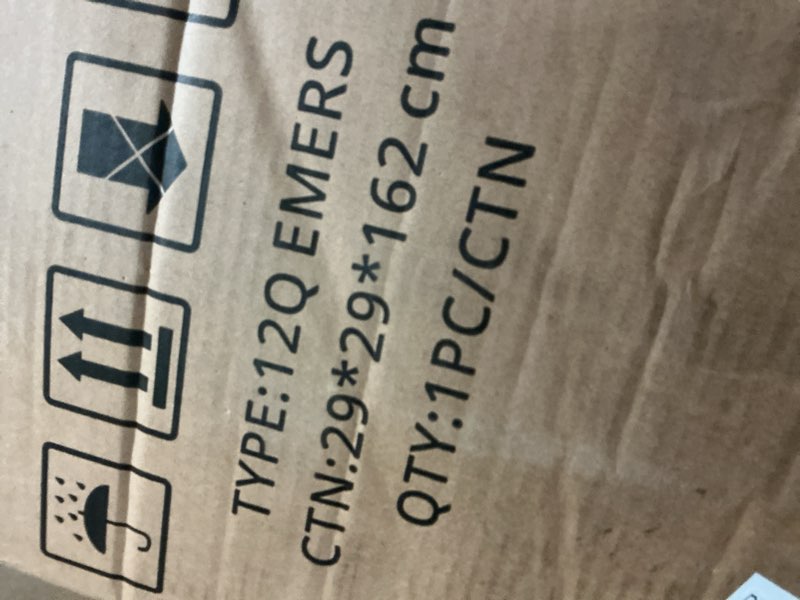 TYPE:12Q EMERS
CTN:29*29*162 cm
QTY:1PC/CTN